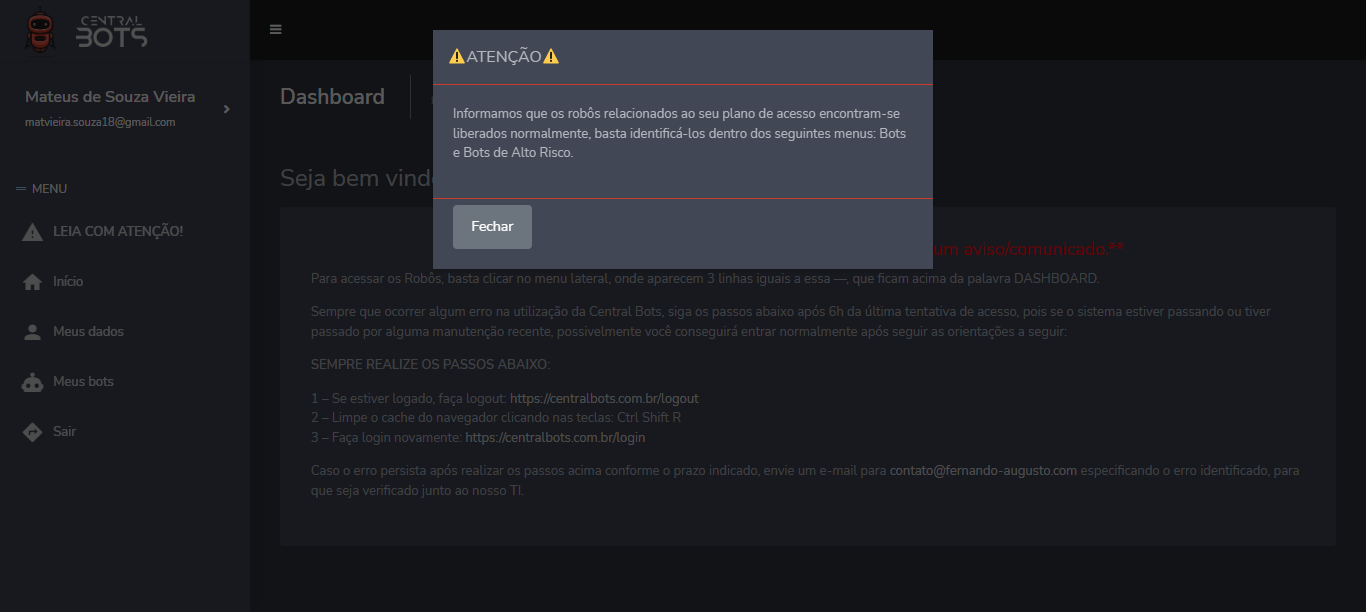 CENTRAL
BOTS
Mateus de Souza Vieira
matvieira.souza18@gmail.com
MENU
LEIA COM ATENÇÃO!
Início
Meus dados
Meus bots
Sair
⚠️ATENÇÃO⚠️
Informamos que os robôs relacionados ao seu plano de acesso encontram-se
liberados normalmente, basta identificá-los dentro dos seguintes menus: Bots
e Bots de Alto Risco.
Fechar
Dashboard
Seja bem
um aviso/comunicado.**
Para acessar os Robôs, basta clicar no menu lateral, onde aparecem 3 linhas iguais a essa —, que ficam acima da palavra DASHBOARD.
Sempre que ocorrer algum erro na utilização da Central Bots, siga os passos abaixo após 6h da última tentativa de acesso, pois se o sistema estiver passando ou tiver
passado por alguma manutenção recente, possivelmente você conseguirá entrar normalmente após seguir as orientações a seguir:
SEMPRE REALIZE OS PASSOS ABAIXO:
1 – Se estiver logado, faça logout: https://centralbots.com.br/logout
2 – Limpe o cache do navegador clicando nas teclas: Ctrl Shift R
3 – Faça login novamente: https://centralbots.com.br/login
Caso o erro persista após realizar os passos acima conforme o prazo indicado, envie um e-mail para contato@fernando-augusto.com especificando o erro identificado, para
que seja verificado junto ao nosso TI.